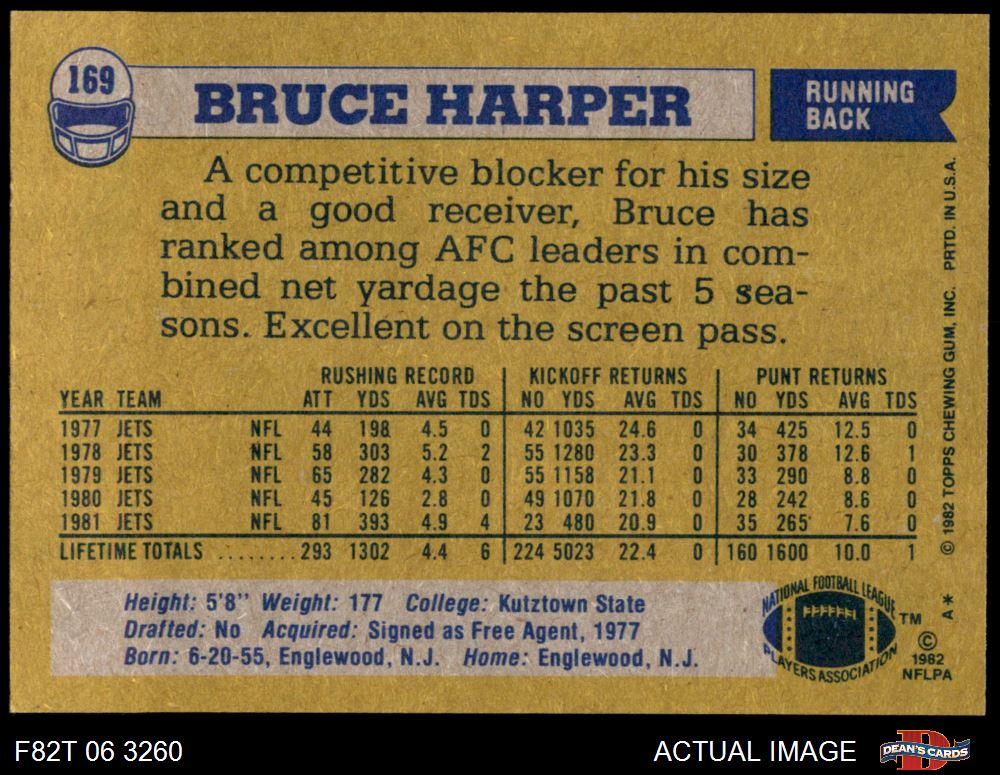 169
BRUCE HARPER
RUNNING
BACK
A competitive blocker for his size
and a good receiver, Bruce has
ranked among AFC leaders in com-
bined net yardage the past 5 sea-
sons. Excellent on the screen pass.
RUSHING RECORD KICKOFF RETURNS PUNT RETURNS
YEAR TEAM ATT YDS AVG TDS NO YDS AVG TDS NO YDS AVG TDS
1977 JETS NFL 44 198 4.5 0 42 1035 24.6 0 34 425 12.5 0
1978 JETS NFL 58 303 5.2 2 55 1280 23.3 0 30 378 12.6 1
1979 JETS NFL 65 282 4.3 0 55 1158 21.1 0 33 290 8.8 0
1980 JETS NFL 45 126 2.8 0 49 1070 21.8 0 28 242 8.6 0
1981 JETS NFL 81 393 4.9 4 23 480 20.9 0 35 265 7.6 0
LIFETIME TOTALS ........ 293 1302 4.4 6 224 5023 22.4 0 160 1600 10.0 1
Height: 5'8" Weight: 177 College: Kutztown State
Drafted: No Acquired: Signed as Free Agent, 1977
Born: 6-20-55, Englewood, N.J. Home: Englewood, N.J.
NATIONAL FOOTBALL LEAGUE
PLAYERS ASSOCIATION
TM
©
1982
NFLPA
A*
© 1982 TOPPS CHEWING GUM, INC. PRTD. IN U.S.A.
F82T 06 3260
ACTUAL IMAGE
D
DEAN'S CARDS